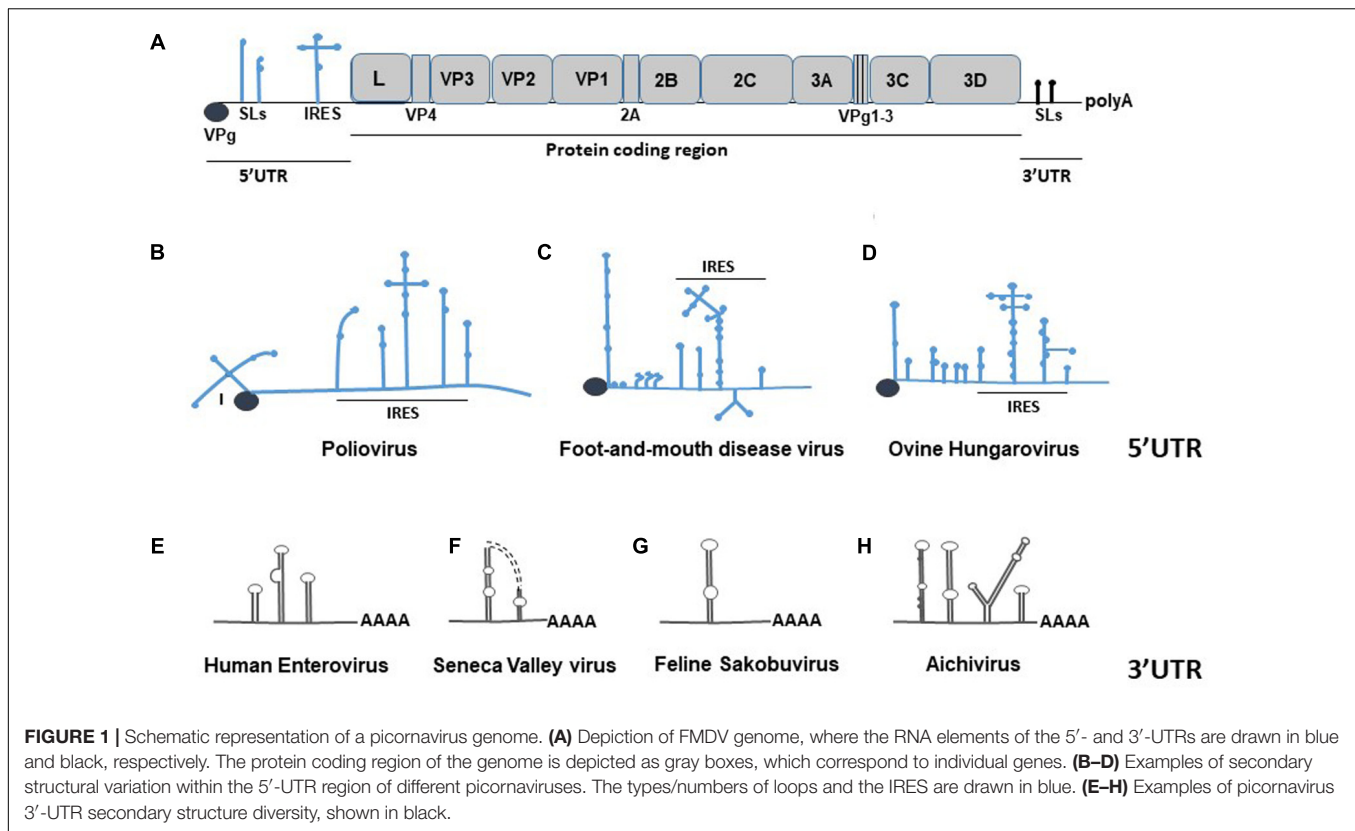 A
L
VP3
VP2
VP1
2B
2C
3A
3C
3D
polyA
SLs
IRES
VP4
2A
VPg1-3
SLs
VPg
Protein coding region
5'UTR
3'UTR
B
C
D
IRES
I
IRES
IRES
Poliovirus
Foot-and-mouth disease virus
Ovine Hungarovirus
5'UTR
E
F
G
H
AAAA
AAAA
AAAA
AAAA
Human Enterovirus
Seneca Valley virus
Feline Sakobuvirus
Aichivirus
3'UTR
FIGURE 1 | Schematic representation of a picornavirus genome. (A) Depiction of FMDV genome, where the RNA elements of the 5′- and 3′-UTRs are drawn in blue
and black, respectively. The protein coding region of the genome is depicted as gray boxes, which correspond to individual genes. (B–D) Examples of secondary
structural variation within the 5′-UTR region of different picornaviruses. The types/numbers of loops and the IRES are drawn in blue. (E–H) Examples of picornavirus
3′-UTR secondary structure diversity, shown in black.